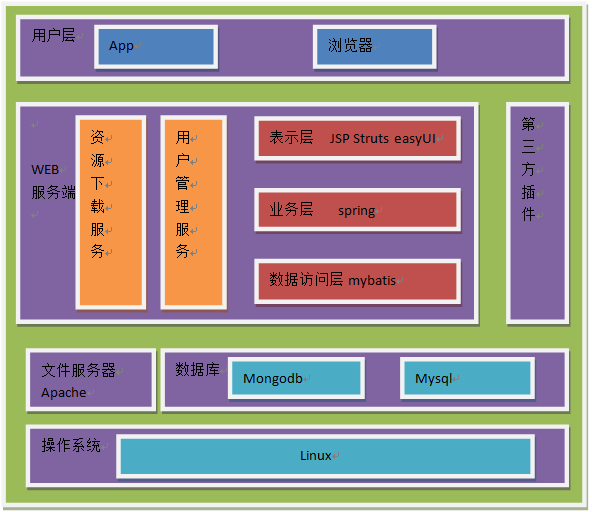 用户层
App
浏览器
WEB
服务端
资
源
下
载
服
务
用
户
管
理
服
务
表示层 JSP Struts easyUI
业务层 spring
数据访问层 mybatis
第
三
方
插
件
文件服务器
Apache
数据库
Mongodb
Mysql
操作系统
Linux